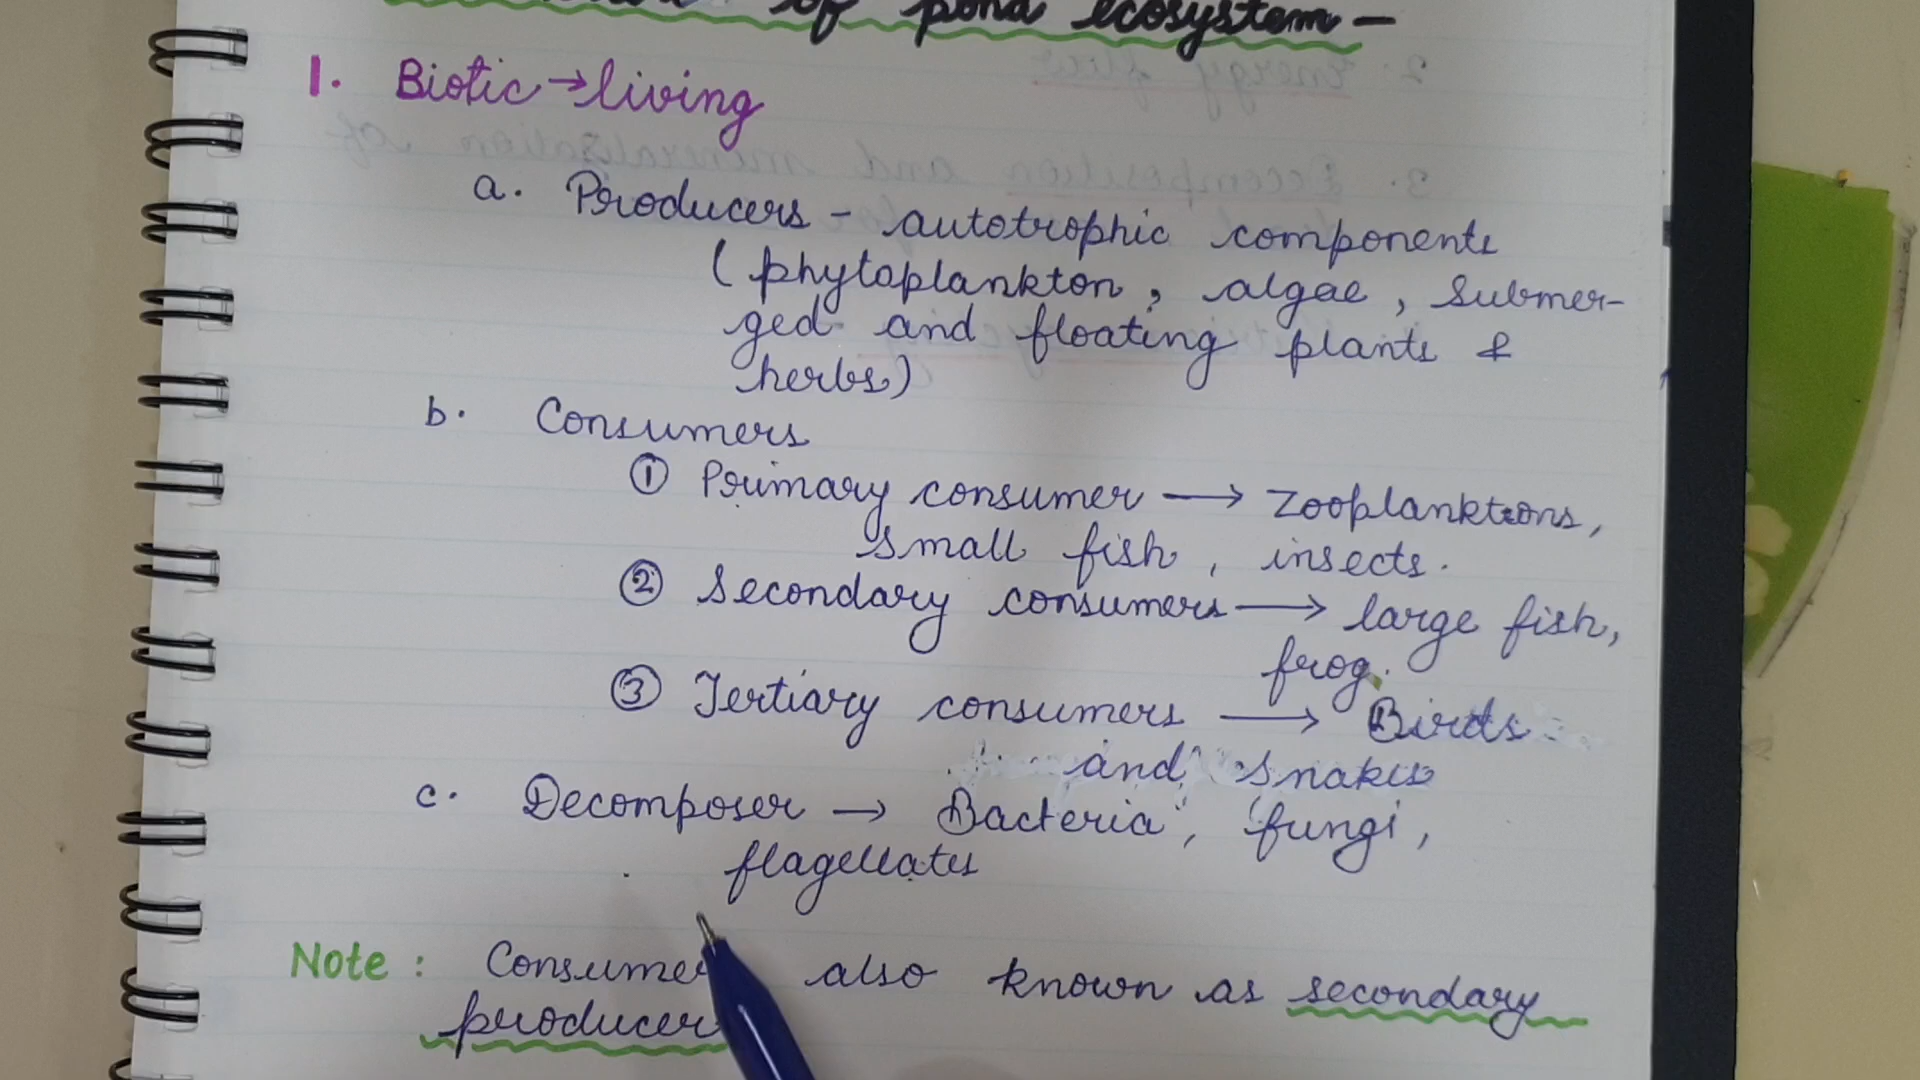 of pond ecosystem -
1. Biotic → living
a. Producers - autotrophic components
(phytoplankton, algae, submer-
ged and floating plants &
herbs)
b. Consumers
① Primary consumer → Zooplanktons,
small fish, insects.
② Secondary consumers → large fish,
frog.
③ Tertiary consumers → Birds
and snakes
c. Decomposer → Bacteria, fungi,
flagellates
Note: Consumer also known as secondary
producer